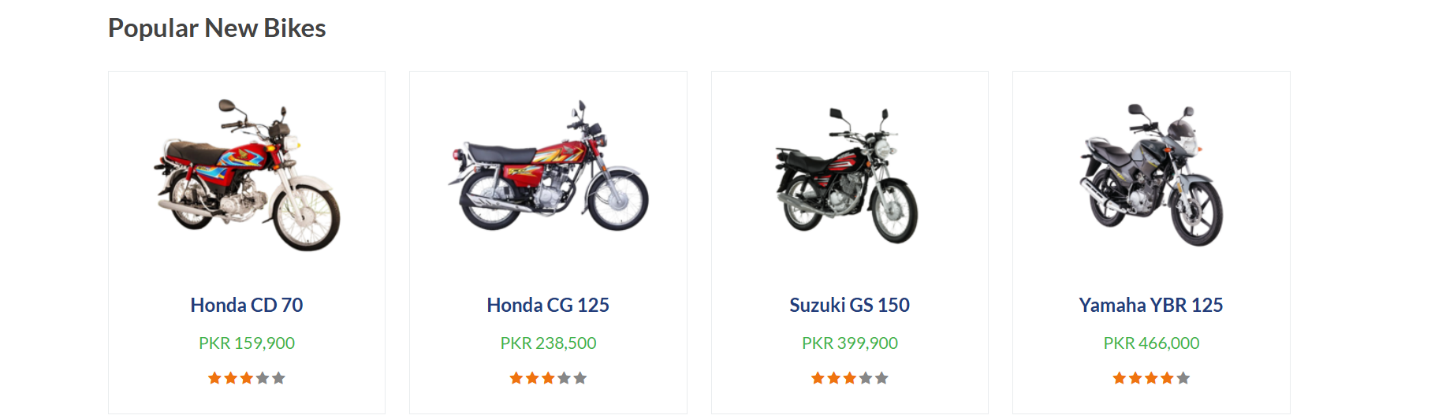 Popular New Bikes
Honda CD 70
PKR 159,900
Honda CG 125
PKR 238,500
Suzuki GS 150
PKR 399,900
Yamaha YBR 125
PKR 466,000